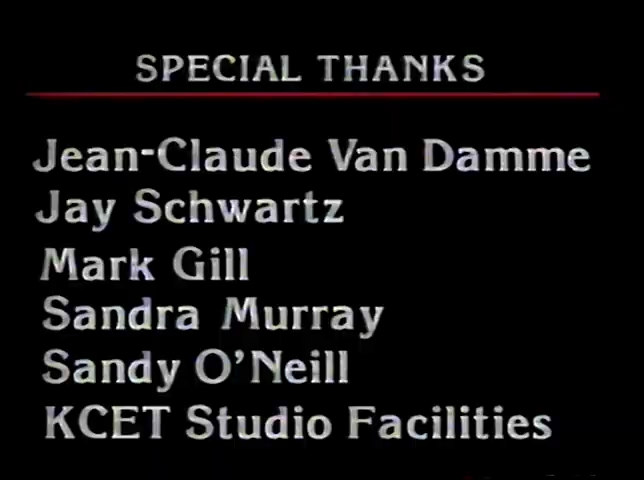 SPECIAL THANKS
Jean-Claude Van Damme
Jay Schwartz
Mark Gill
Sandra Murray
Sandy O'Neill
KCET Studio Facilities